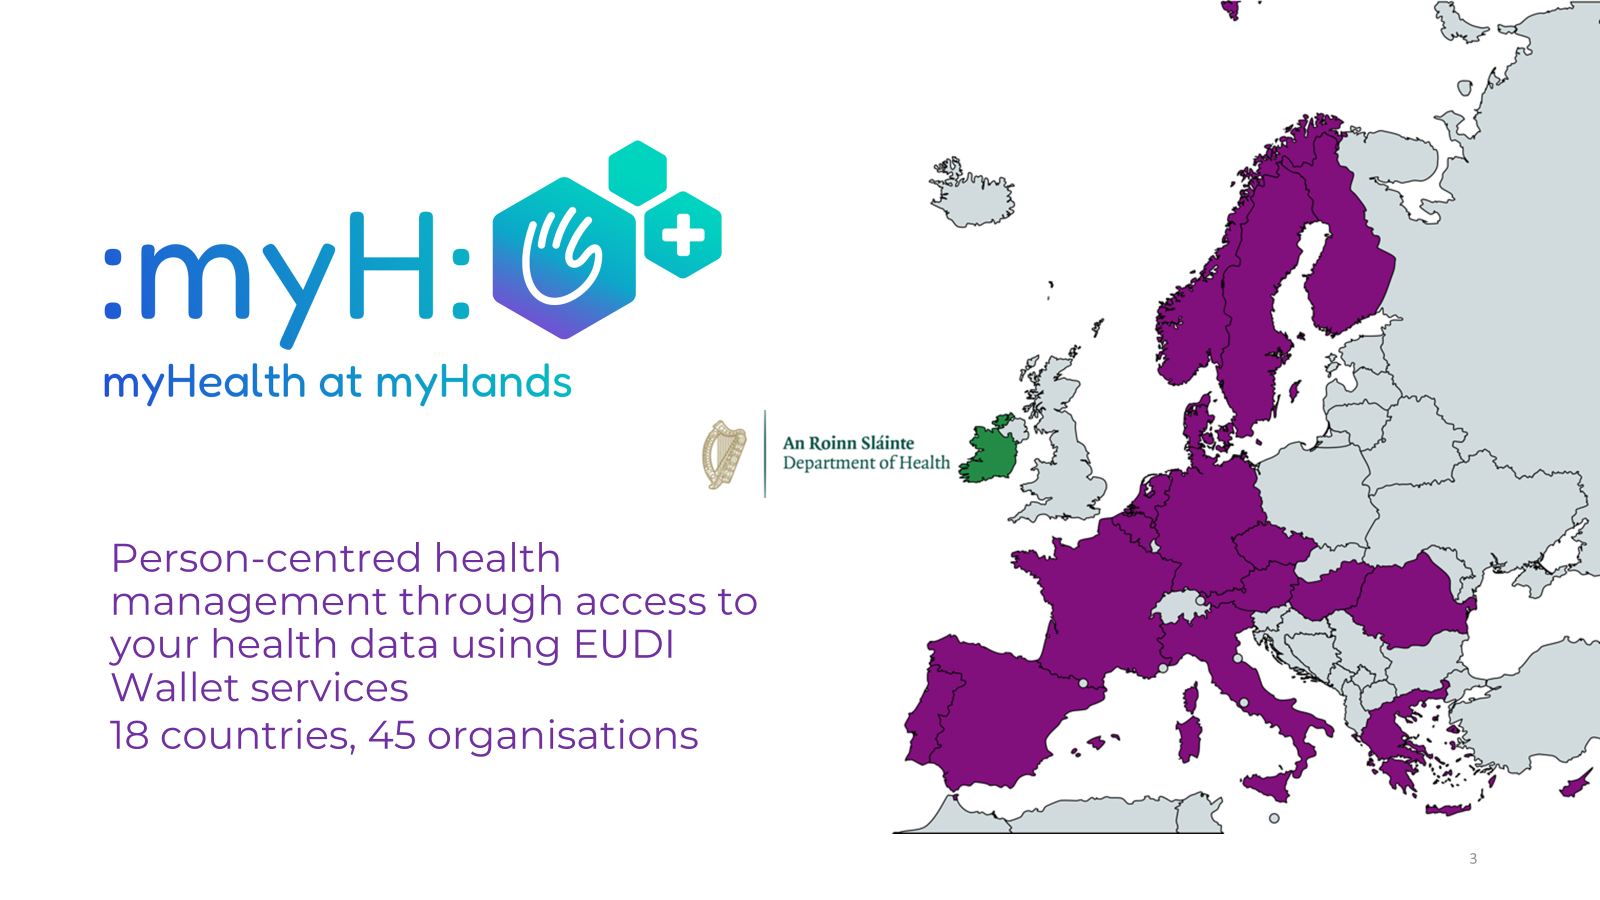 :myH:
myHealth at myHands
An Roinn Sláinte
Department of Health
Person-centred health
management through access to
your health data using EUDI
Wallet services
18 countries, 45 organisations
3